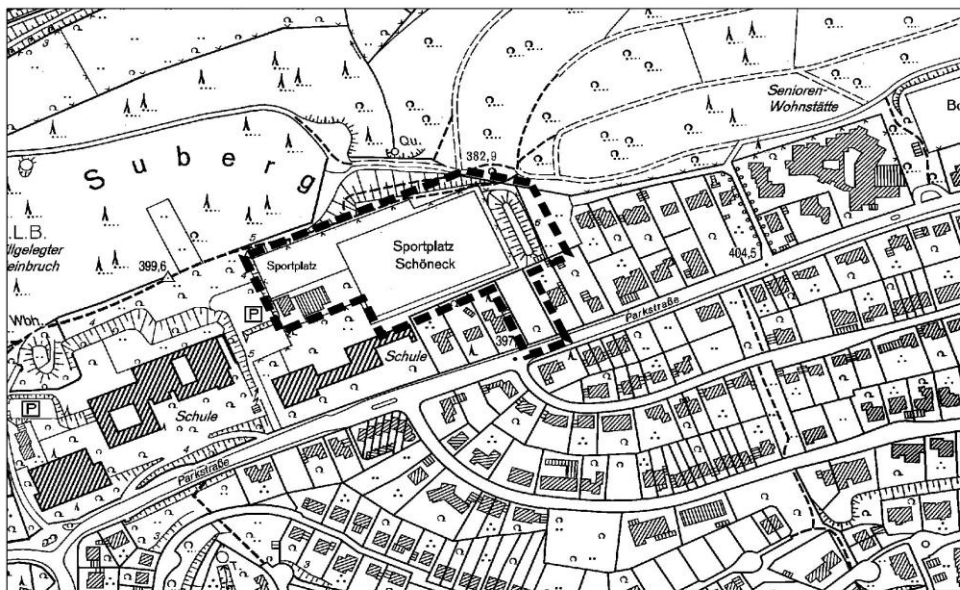 Senioren-
Wohnstätte
Qu.
382,9
Suberg
L.B.
399,6
Sportplatz
Sportplatz
Schöneck
404,5
Parkstraße
P
Schule
397
Schule
P
Parkstraße